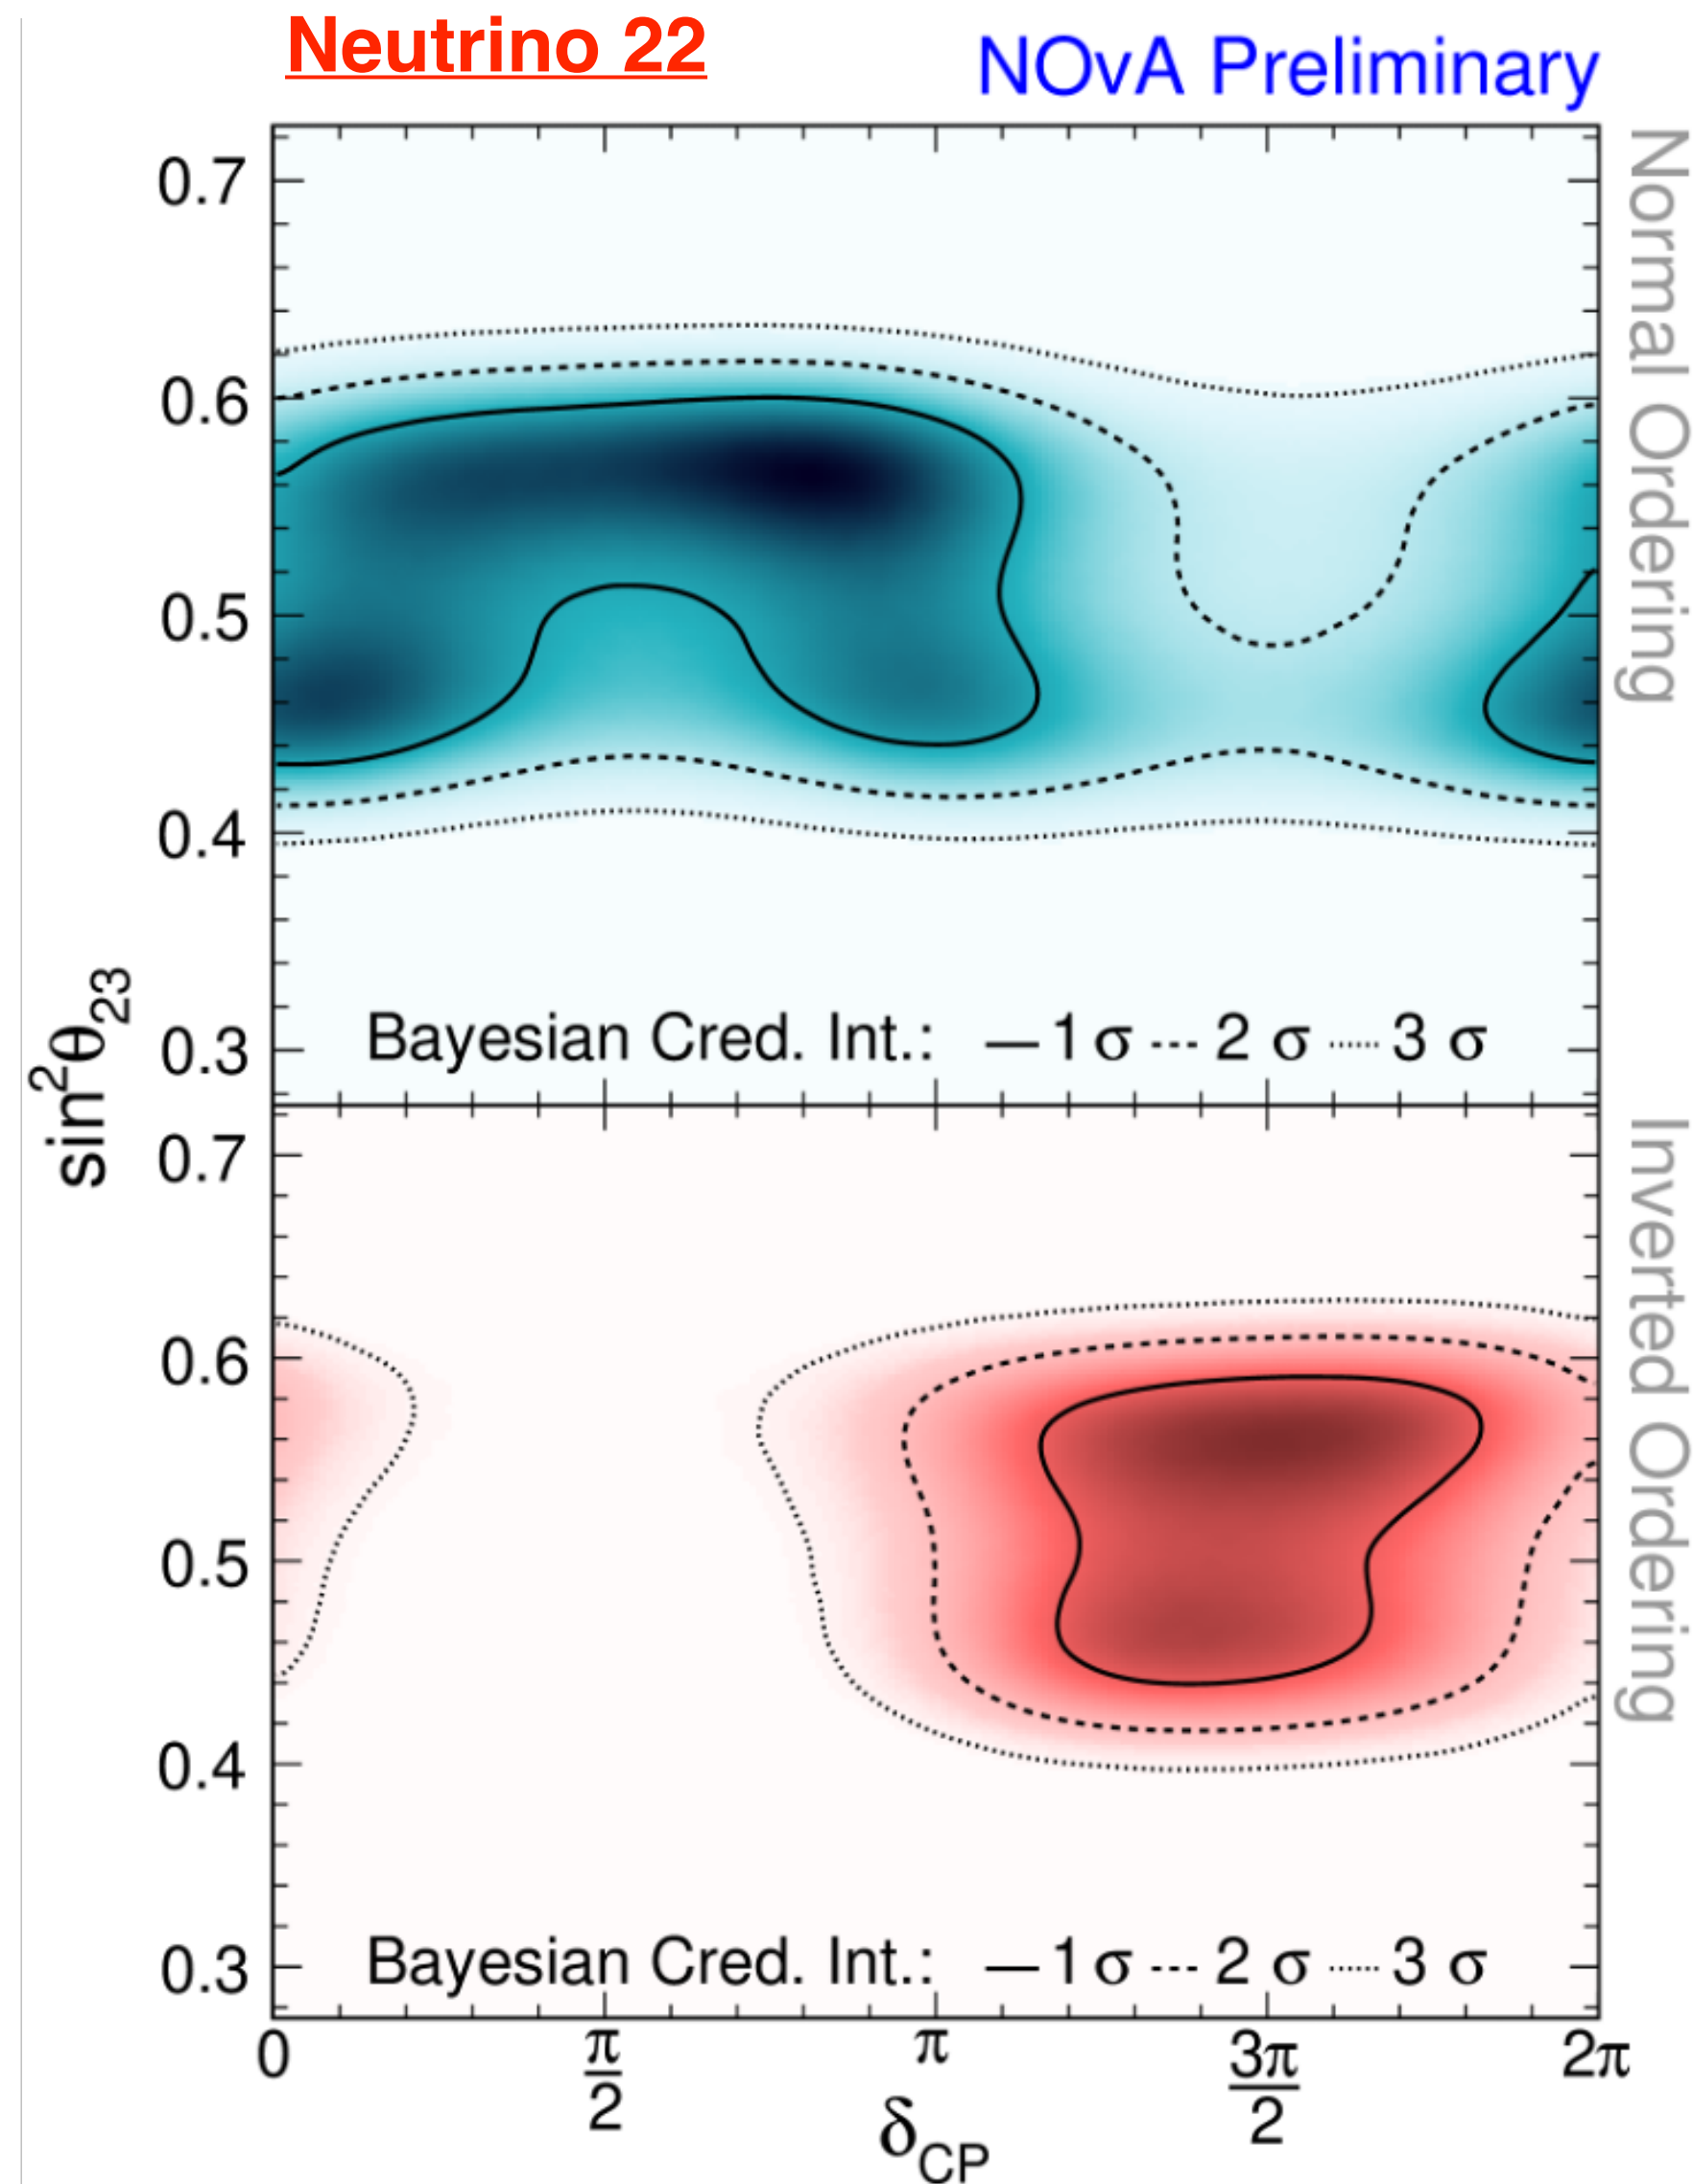 Neutrino 22
NOvA Preliminary
Normal Ordering
0.7
0.6
0.5
0.4
0.3
Bayesian Cred. Int.: 1 σ 2 σ 3 σ
sin²θ₂₃
Inverted Ordering
0.7
0.6
0.5
0.4
0.3
Bayesian Cred. Int.: 1 σ 2 σ 3 σ
0 π/2 π 3π/2 2π
δCP